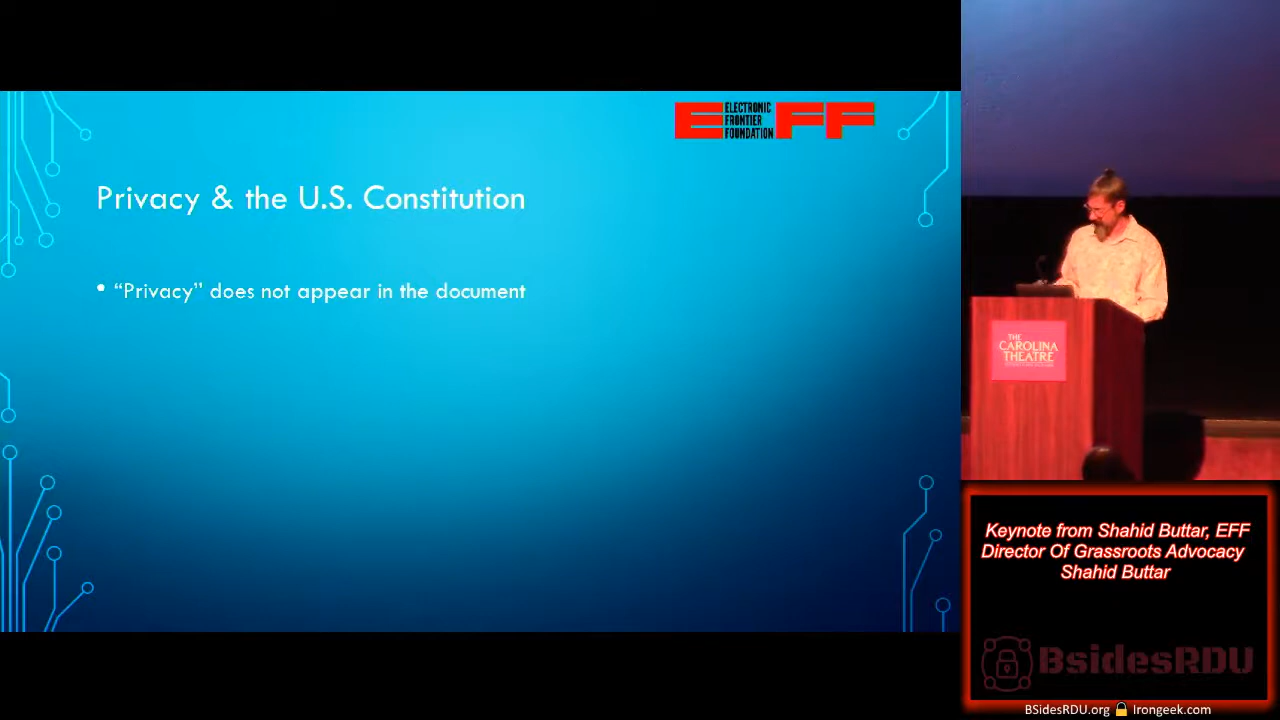 EFF
ELECTRONIC
FRONTIER
FOUNDATION
Privacy & the U.S. Constitution
• “Privacy” does not appear in the document
THE
CAROLINA
THEATRE
Keynote from Shahid Buttar, EFF
Director Of Grassroots Advocacy
Shahid Buttar
BsidesRDU
BSidesRDU.org Irongeek.com